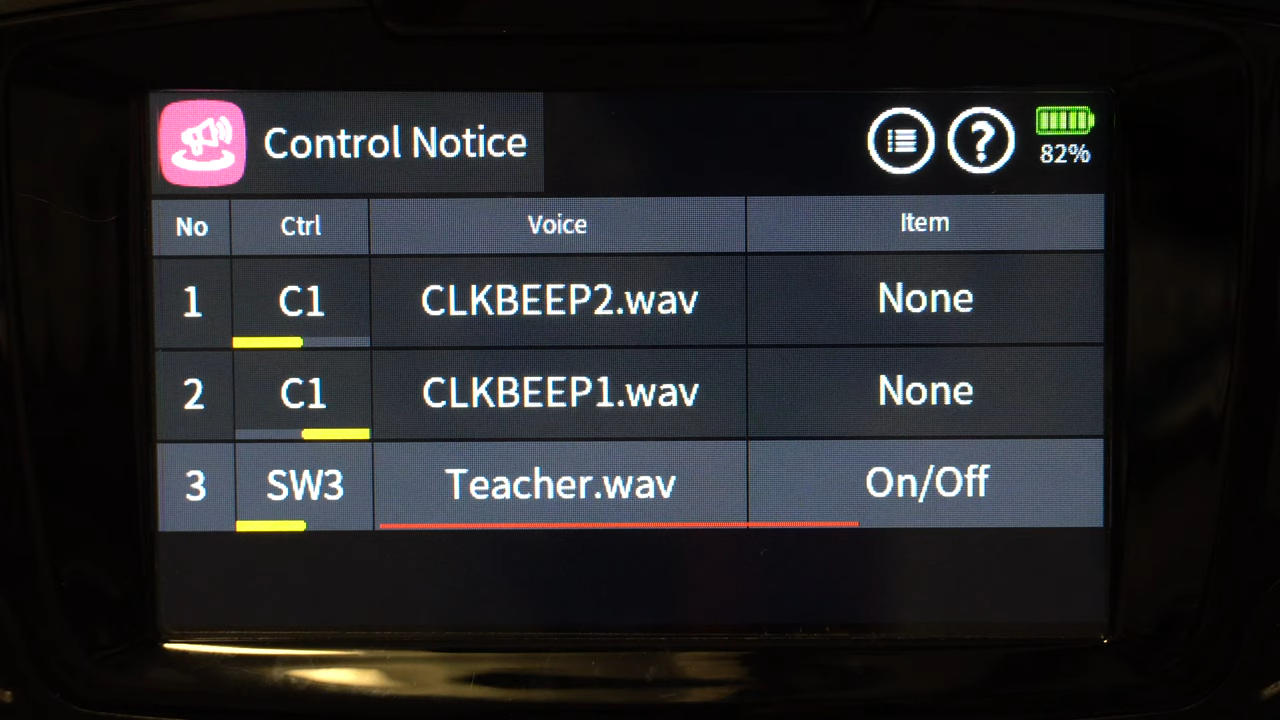 Control Notice
82%
No Ctrl Voice Item
1 C1 CLKBEEP2.wav None
2 C1 CLKBEEP1.wav None
3 SW3 Teacher.wav On/Off